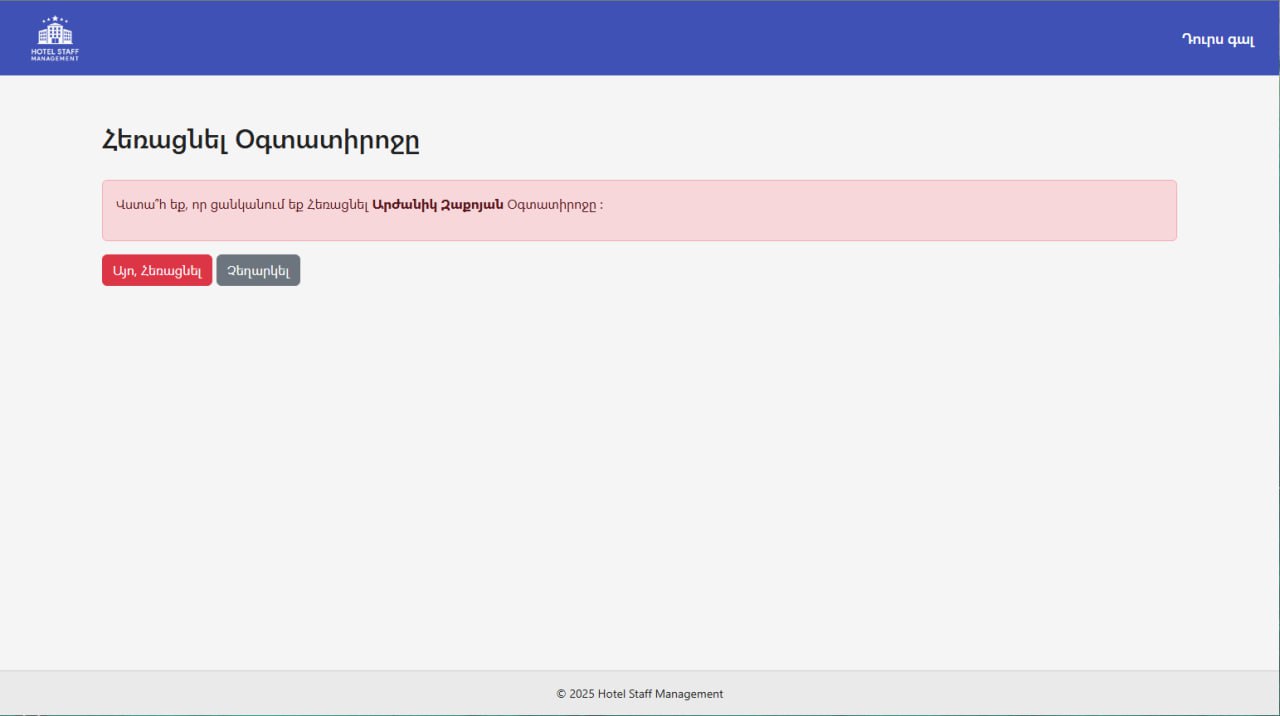 HOTEL STAFF
MANAGEMENT
Դուրս գալ
Հեռացնել Օգտատիրոջը
Վստա՞հ եք, որ ցանկանում եք Հեռացնել Արժանիկ Զաքոյան Օգտատիրոջը :
Այո, Հեռացնել
Չեղարկել
© 2025 Hotel Staff Management